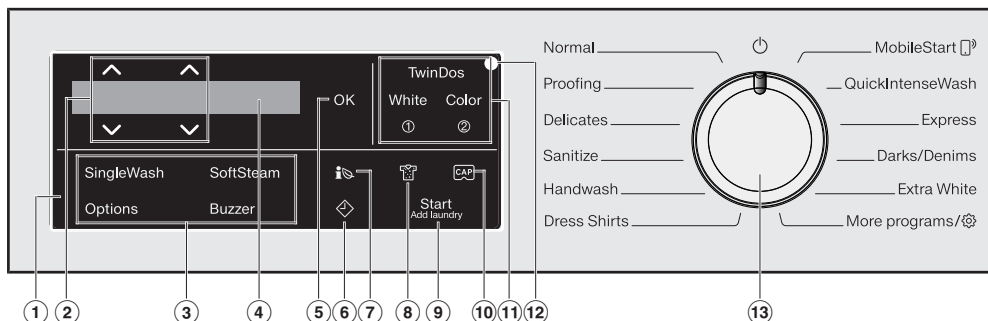 TwinDos
OK
White Color
① ②
SingleWash SoftSteam
Options Buzzer
CAP
Start
Add laundry
Normal
Proofing
Delicates
Sanitize
Handwash
Dress Shirts
MobileStart
QuickIntenseWash
Express
Darks/Denims
Extra White
More programs/
① ② ③ ④ ⑤ ⑥ ⑦ ⑧ ⑨ ⑩ ⑪ ⑫ ⑬